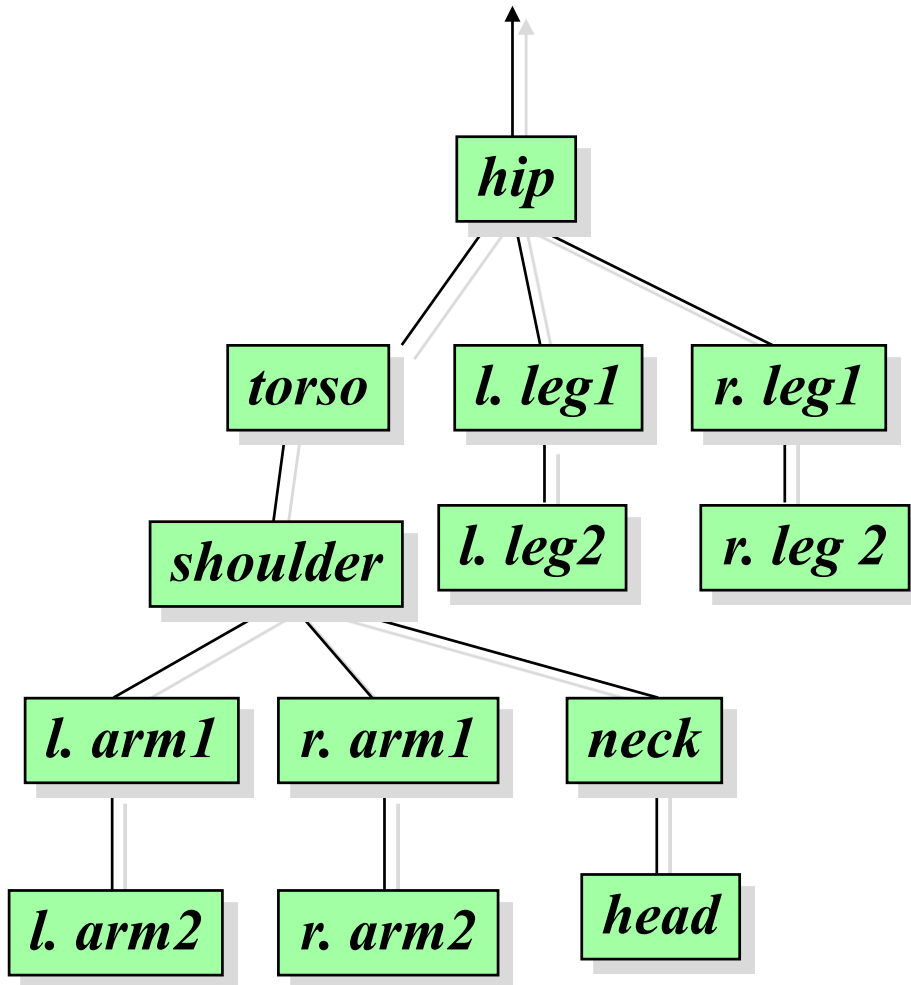 hip
torso
l. leg1
r. leg1
shoulder
l. leg2
r. leg 2
l. arm1
r. arm1
neck
l. arm2
r. arm2
head